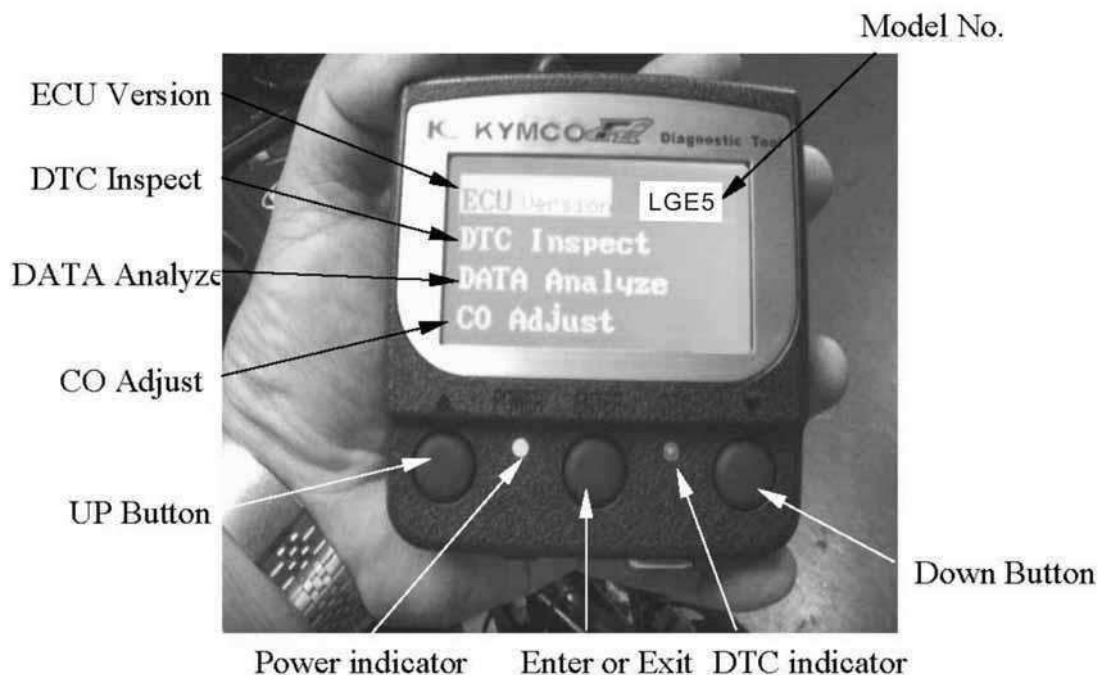 Model No.
ECU Version
DTC Inspect
DATA Analyze
CO Adjust
UP Button
Power indicator
Enter or Exit
DTC indicator
Down Button
KYMCO Fi Diagnostic Tool
ECU Version
LGE5
DTC Inspect
DATA Analyze
CO Adjust